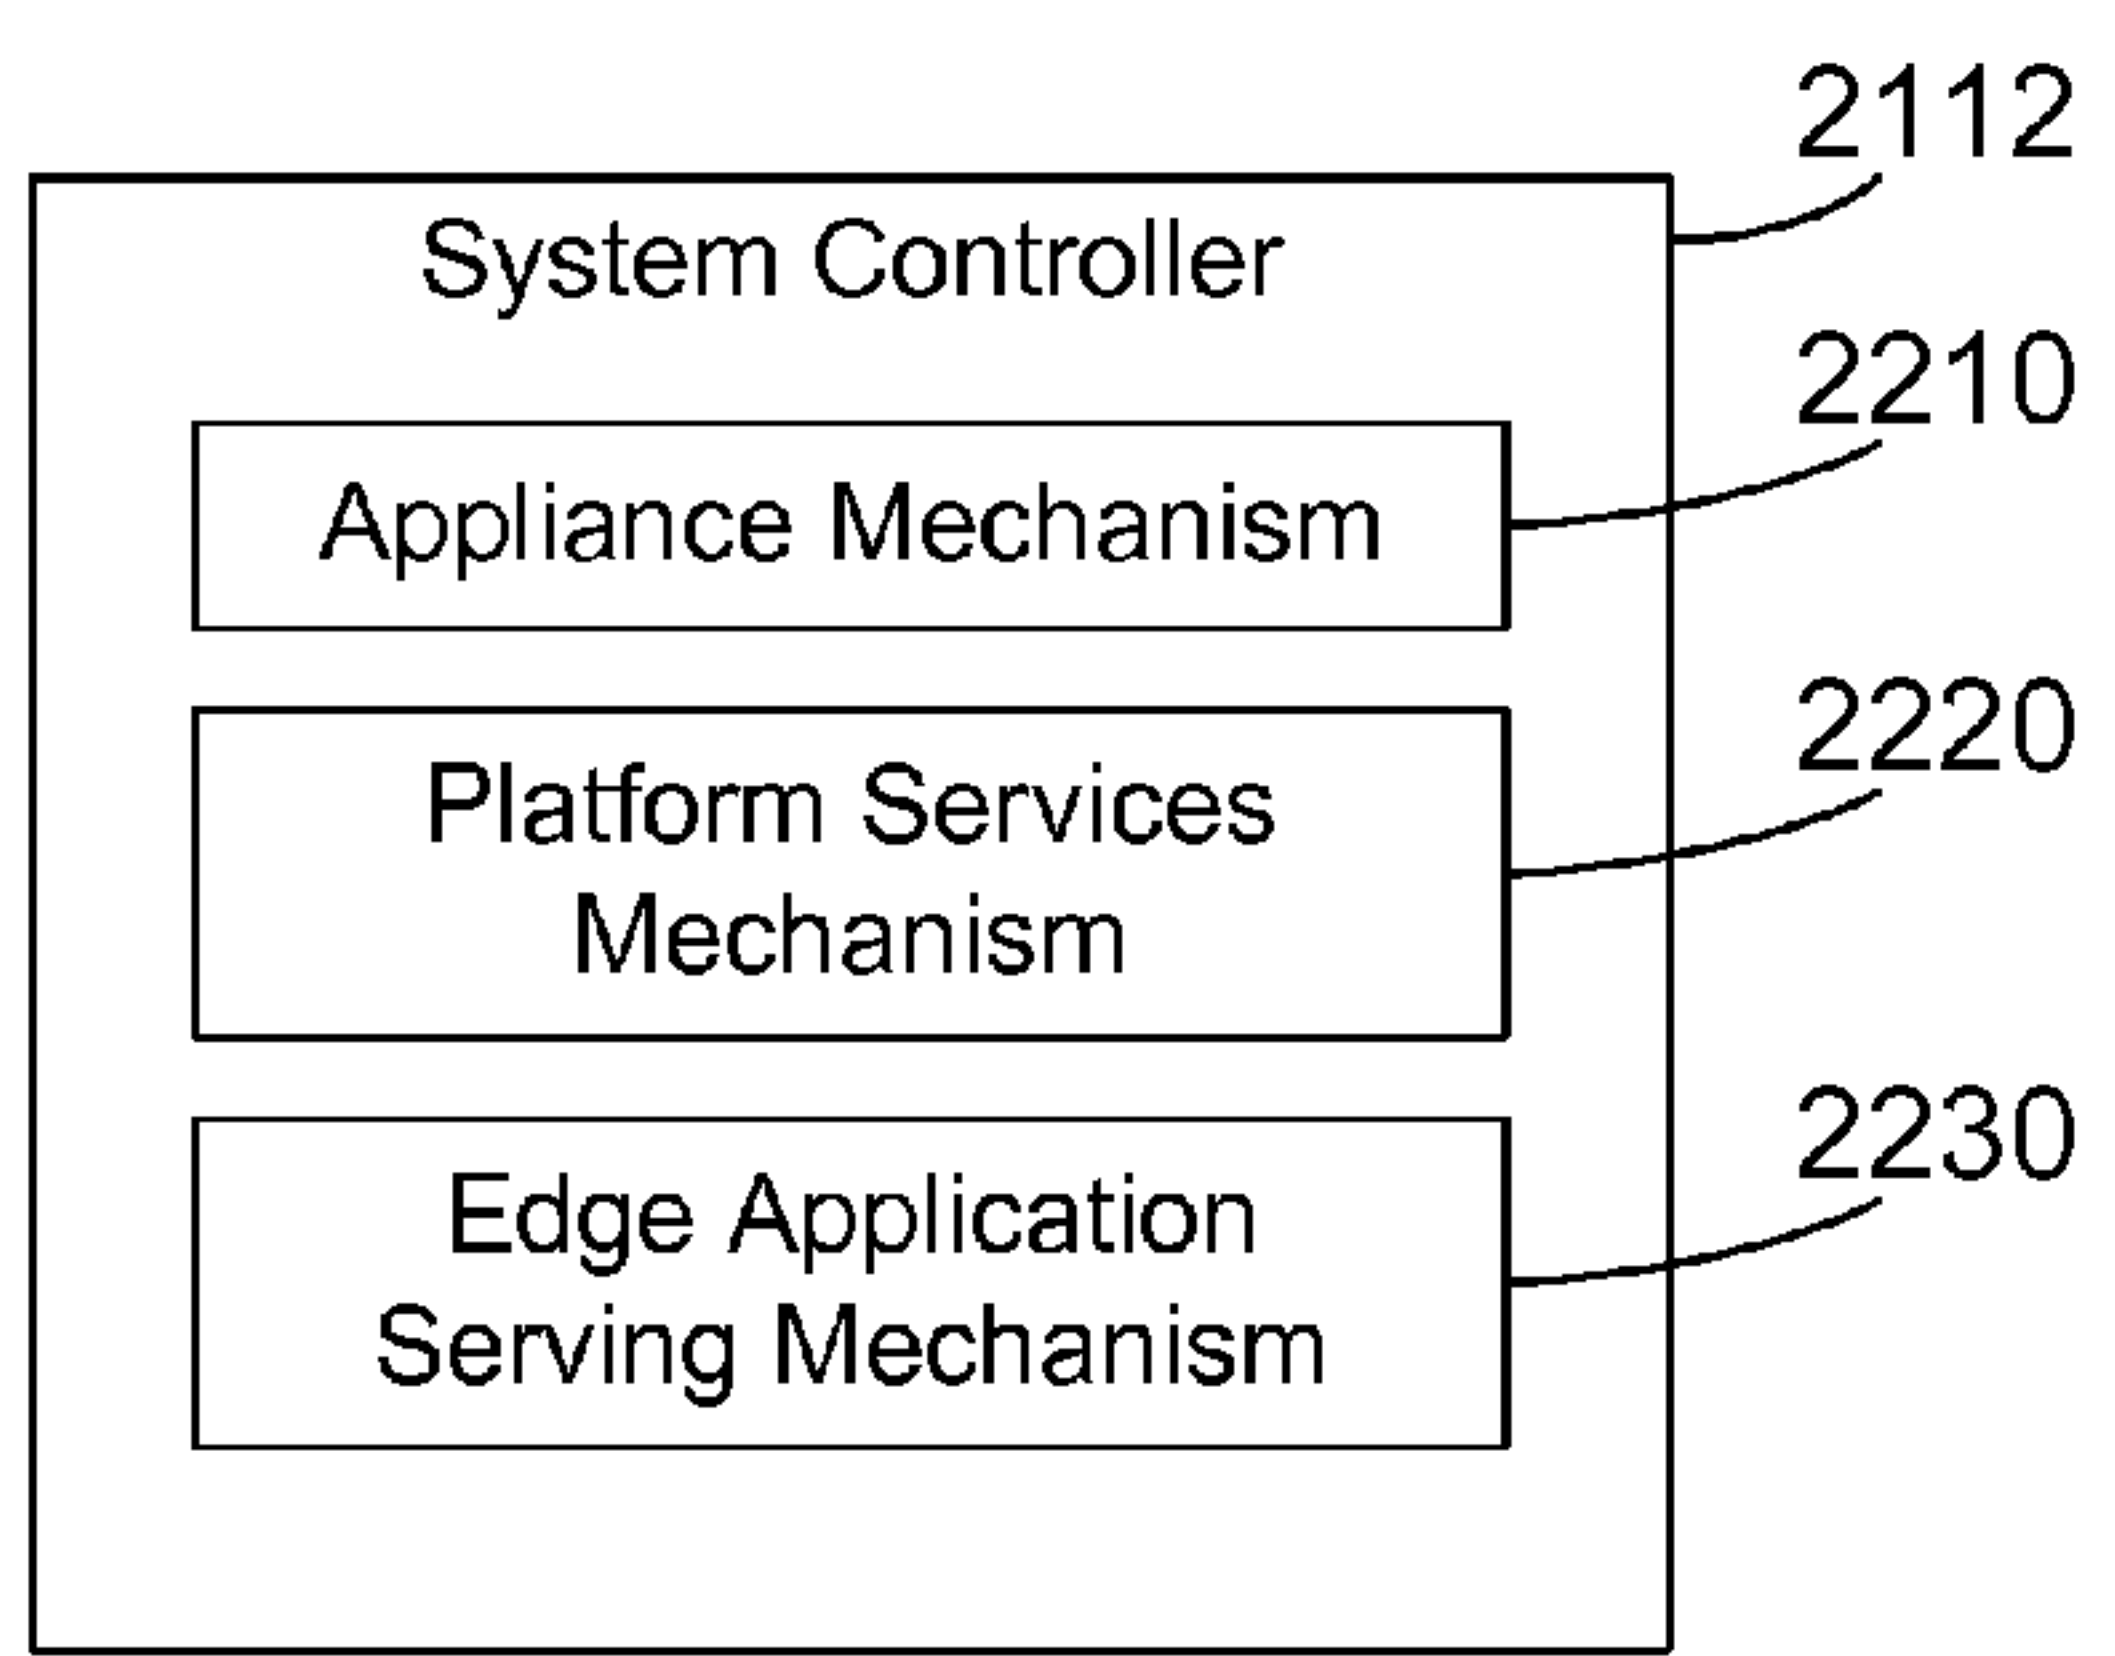 2112
System Controller
2210
Appliance Mechanism
2220
Platform Services
Mechanism
2230
Edge Application
Serving Mechanism